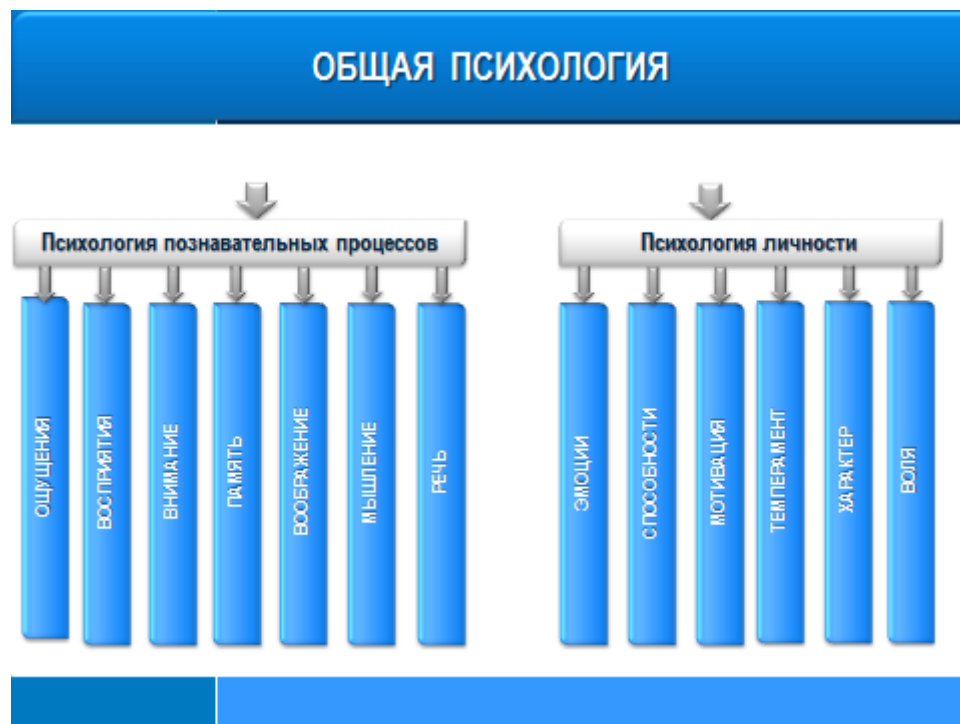 ОБЩАЯ ПСИХОЛОГИЯ
Психология познавательных процессов
ОЩУЩЕНИЯ
ВОСПРИЯТИЯ
ВНИМАНИЕ
ПАМЯТЬ
ВООБРАЖЕНИЕ
МЫШЛЕНИЕ
РЕЧЬ
Психология личности
ЭМОЦИИ
СПОСОБНОСТИ
МОТИВАЦИЯ
ТЕМПЕРАМЕНТ
ХАРАКТЕР
ВОЛЯ